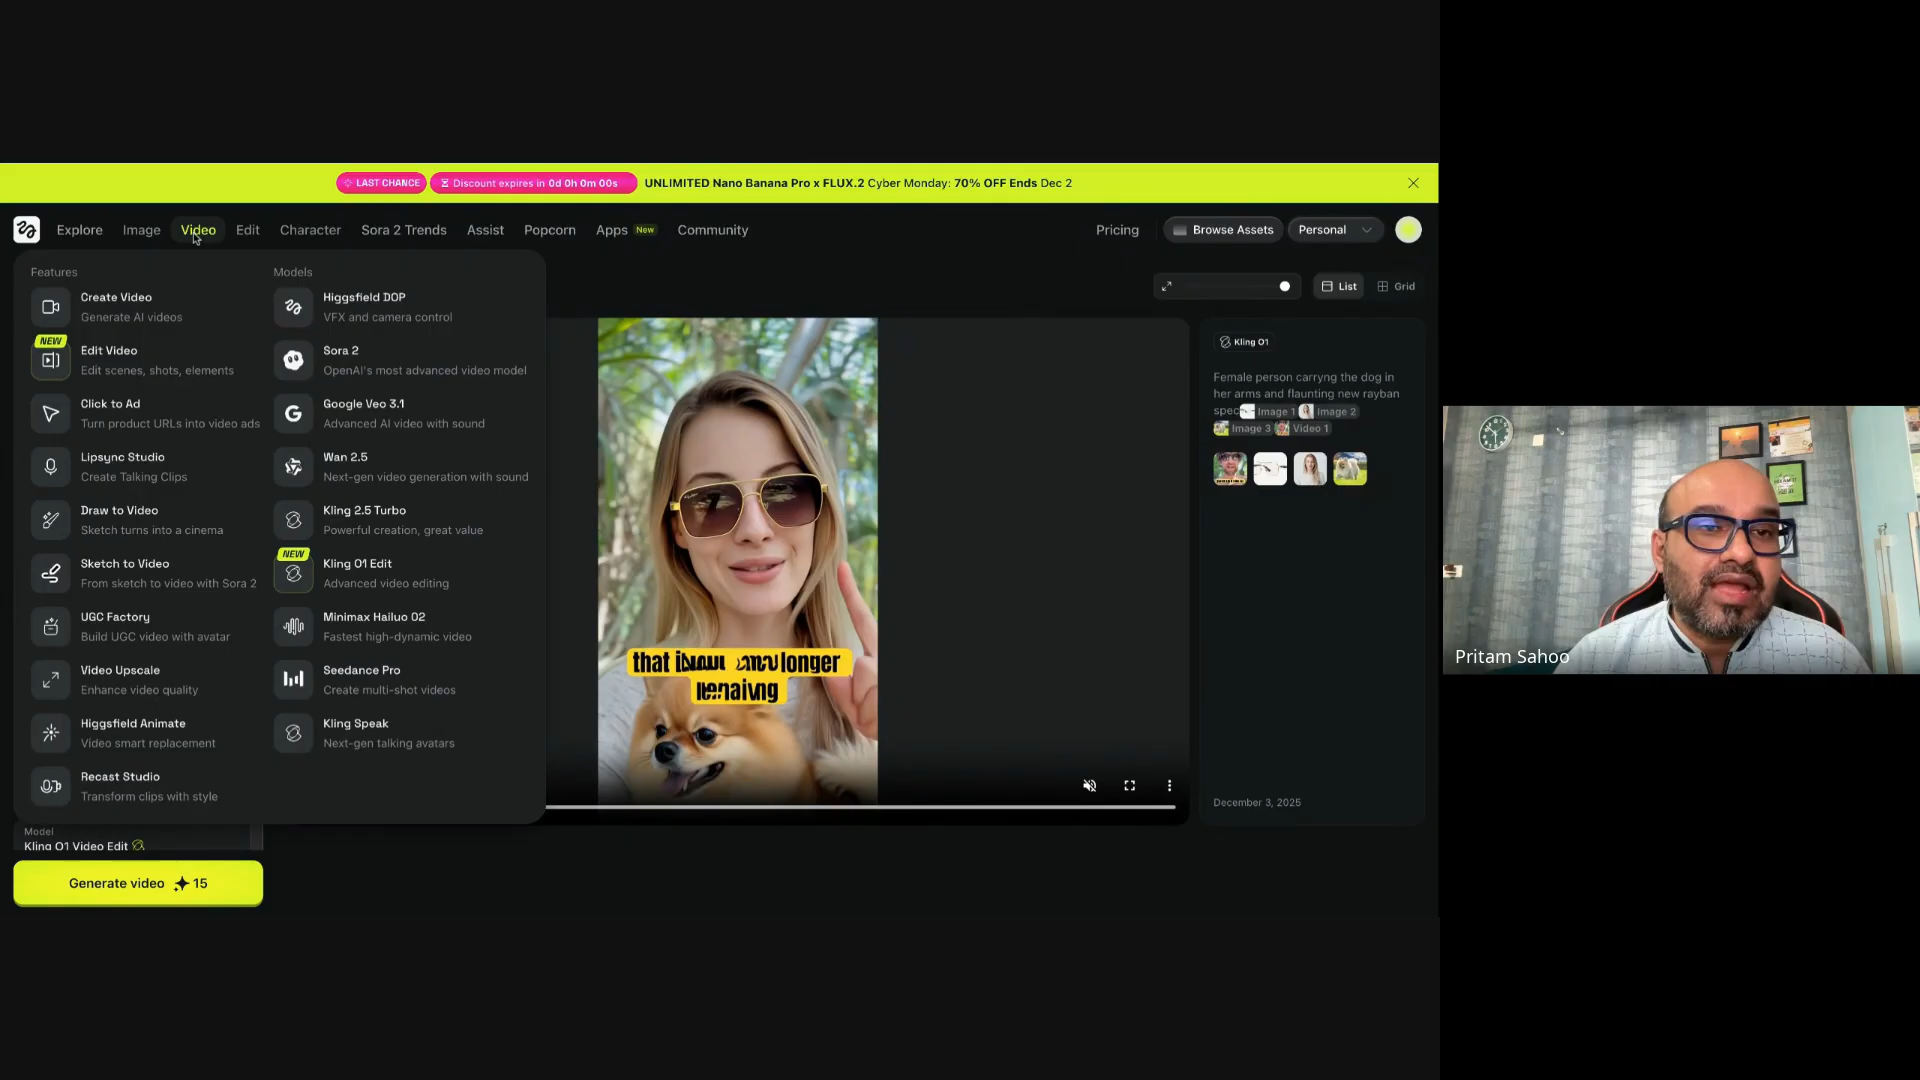 LAST CHANCE
Discount expires in 0d 0h 0m 00s
UNLIMITED Nano Banana Pro x FLUX.2 Cyber Monday: 70% OFF Ends Dec 2
Explore
Image
Video
Edit
Character
Sora 2 Trends
Assist
Popcorn
Apps New
Community
Pricing
Browse Assets
Personal
Features
Create Video
Generate AI videos
NEW
Edit Video
Edit scenes, shots, elements
Click to Ad
Turn product URLs into video ads
Lipsync Studio
Create Talking Clips
Draw to Video
Sketch turns into a cinema
Sketch to Video
From sketch to video with Sora 2
UGC Factory
Build UGC video with avatar
Video Upscale
Enhance video quality
Higgsfield Animate
Video smart replacement
Recast Studio
Transform clips with style
Models
Higgsfield DOP
VFX and camera control
Sora 2
OpenAI's most advanced video model
Google Veo 3.1
Advanced AI video with sound
Wan 2.5
Next-gen video generation with sound
Kling 2.5 Turbo
Powerful creation, great value
NEW
Kling O1 Edit
Advanced video editing
Minimax Hailuo 02
Fastest high-dynamic video
Seedance Pro
Create multi-shot videos
Kling Speak
Next-gen talking avatars
Model
Kling O1 Video Edit
Generate video 15
List
Grid
that longer
Kling O1
Female person carryng the dog in
her arms and flaunting new rayban
spec Image 1 Image 2
Image 3 Video 1
December 3, 2025
Pritam Sahoo